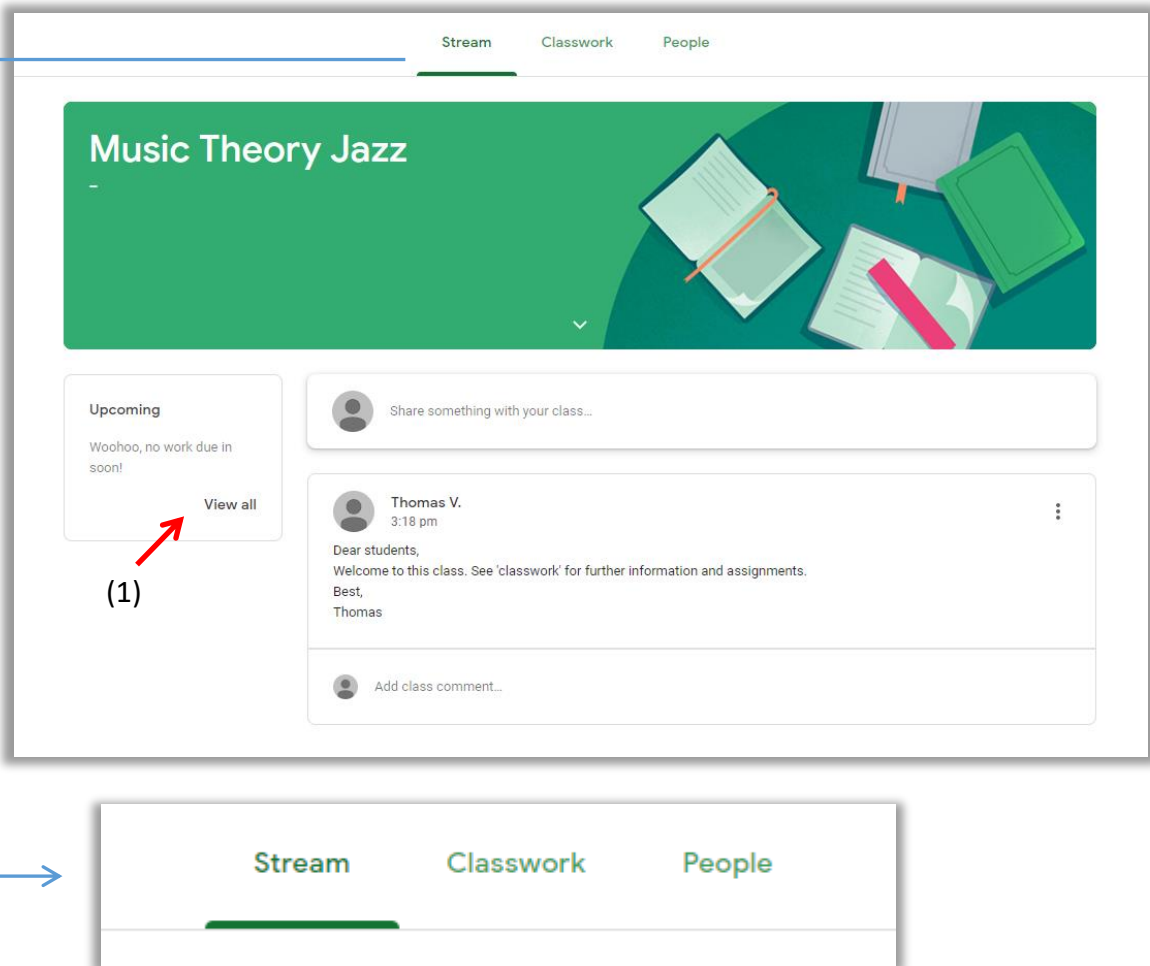 Stream Classwork People
Music Theory Jazz
-
Upcoming
Woohoo, no work due in
soon!
View all
(1)
Share something with your class...
Thomas V.
3:18 pm
Dear students,
Welcome to this class. See 'classwork' for further information and assignments.
Best,
Thomas
Add class comment...
Stream Classwork People